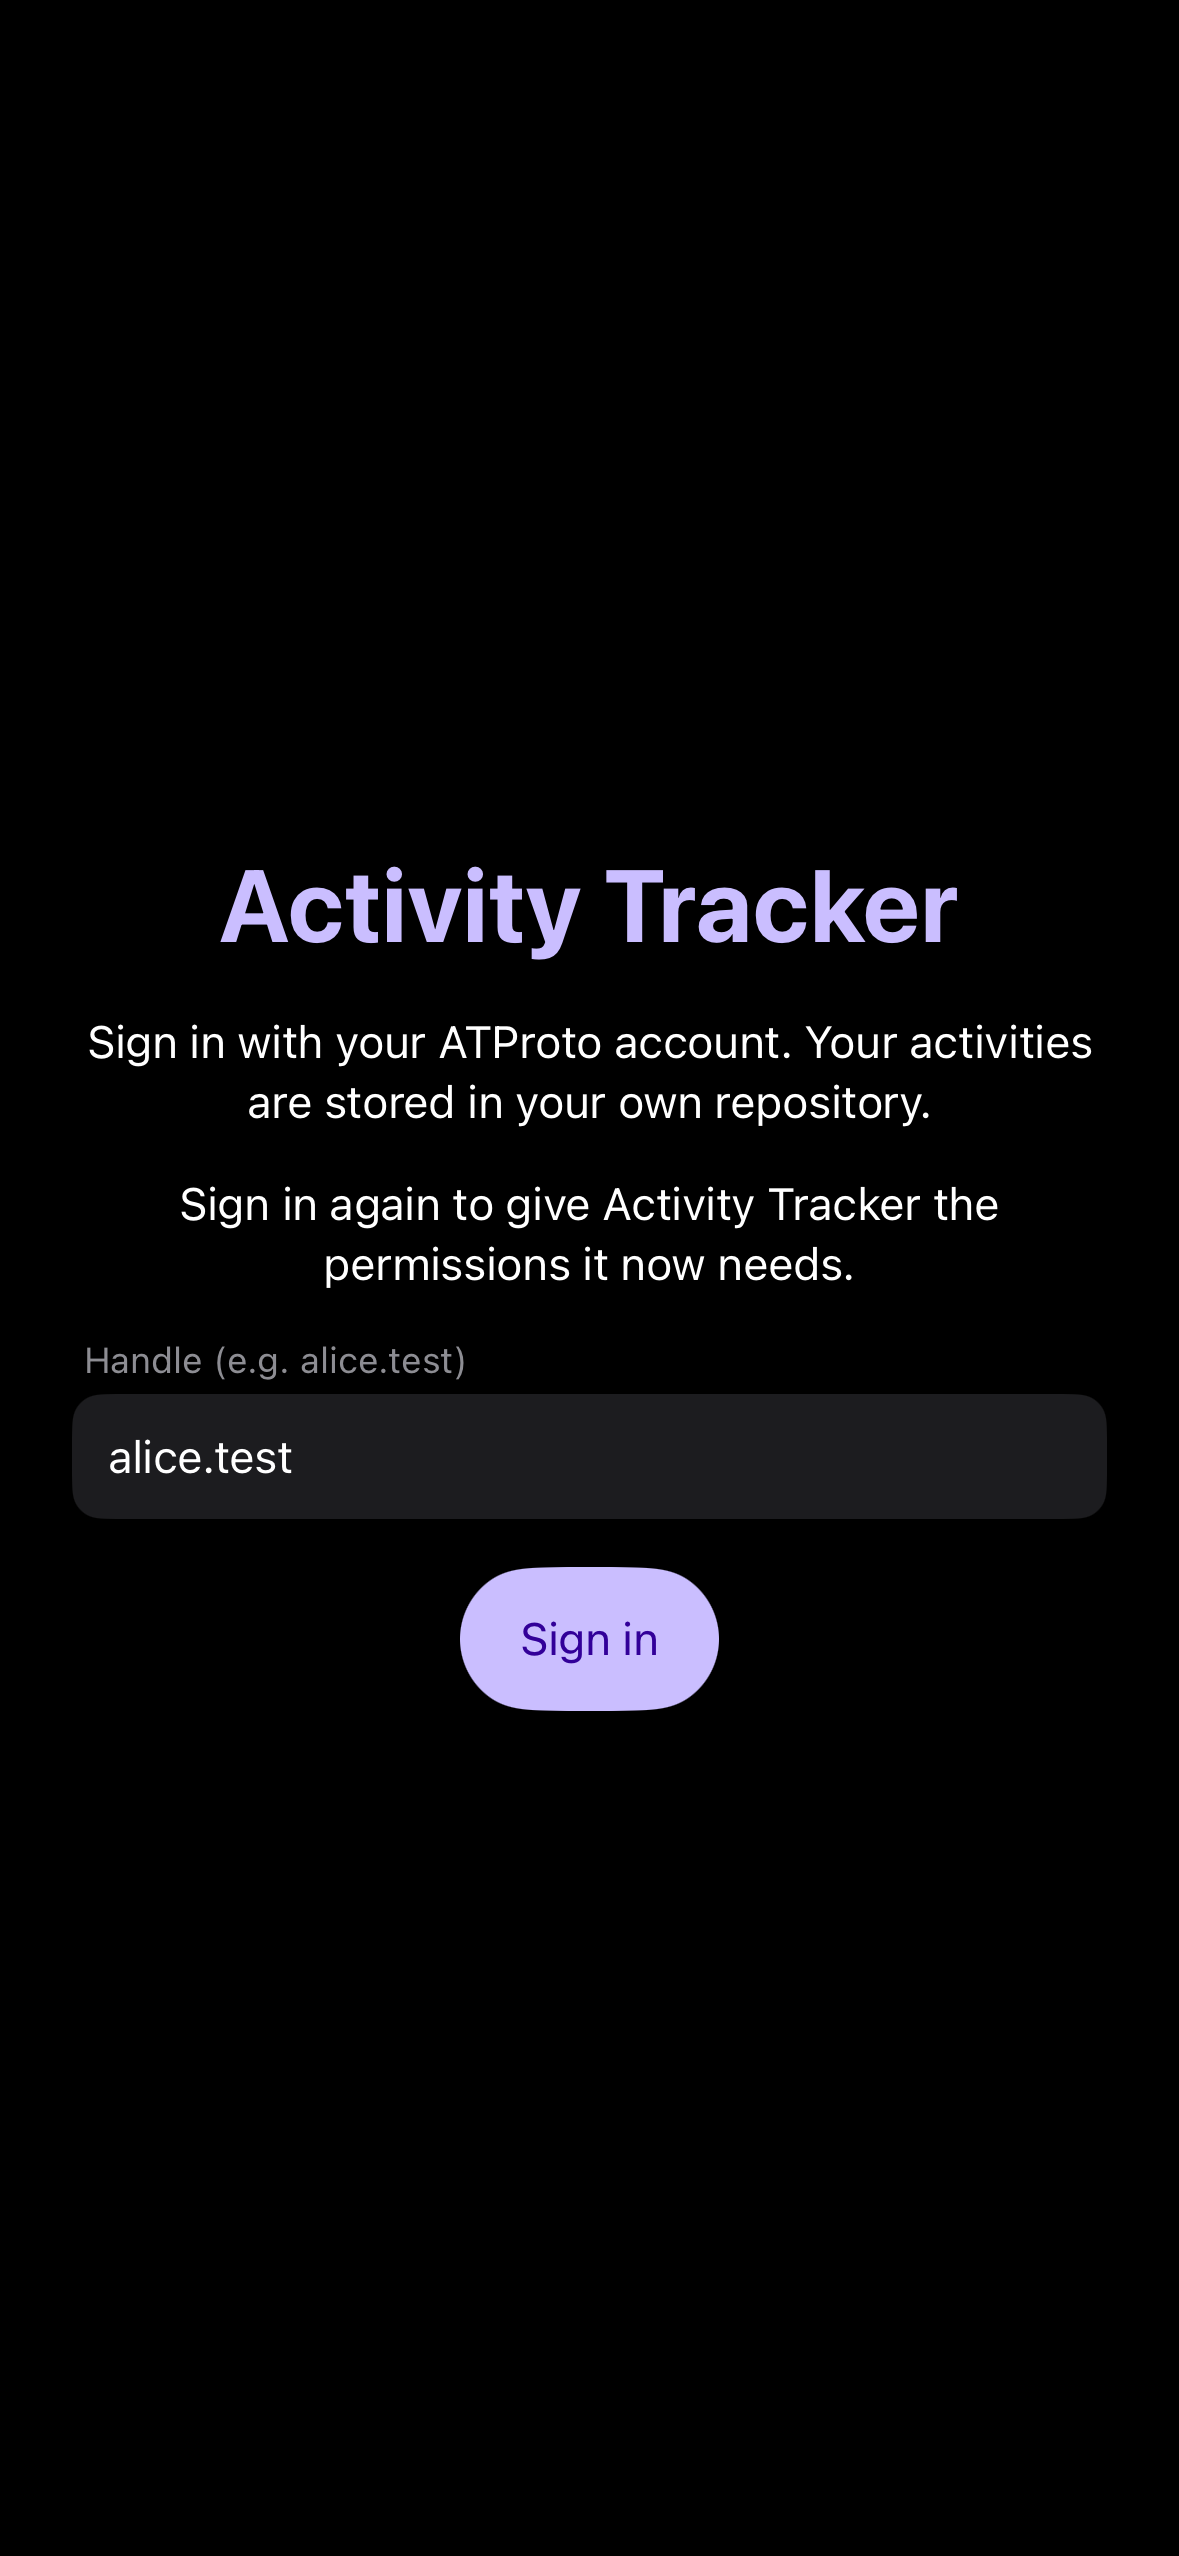 Activity Tracker
Sign in with your ATProto account. Your activities
are stored in your own repository.
Sign in again to give Activity Tracker the
permissions it now needs.
Handle (e.g. alice.test)
alice.test
Sign in